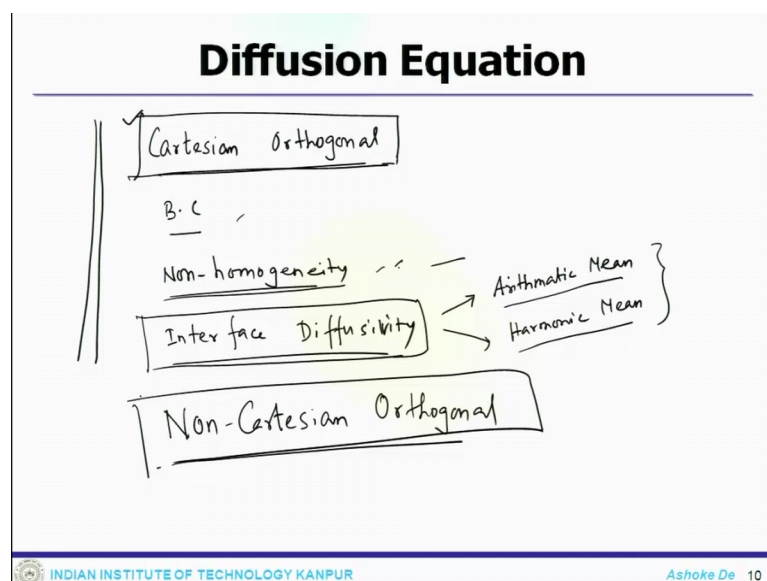 Diffusion Equation
Cartesian Orthogonal
B.C
Non-homogeneity
Arithmatic Mean
Interface Diffusivity
Harmonic Mean
Non-Cartesian Orthogonal
INDIAN INSTITUTE OF TECHNOLOGY KANPUR
Ashoke De 10